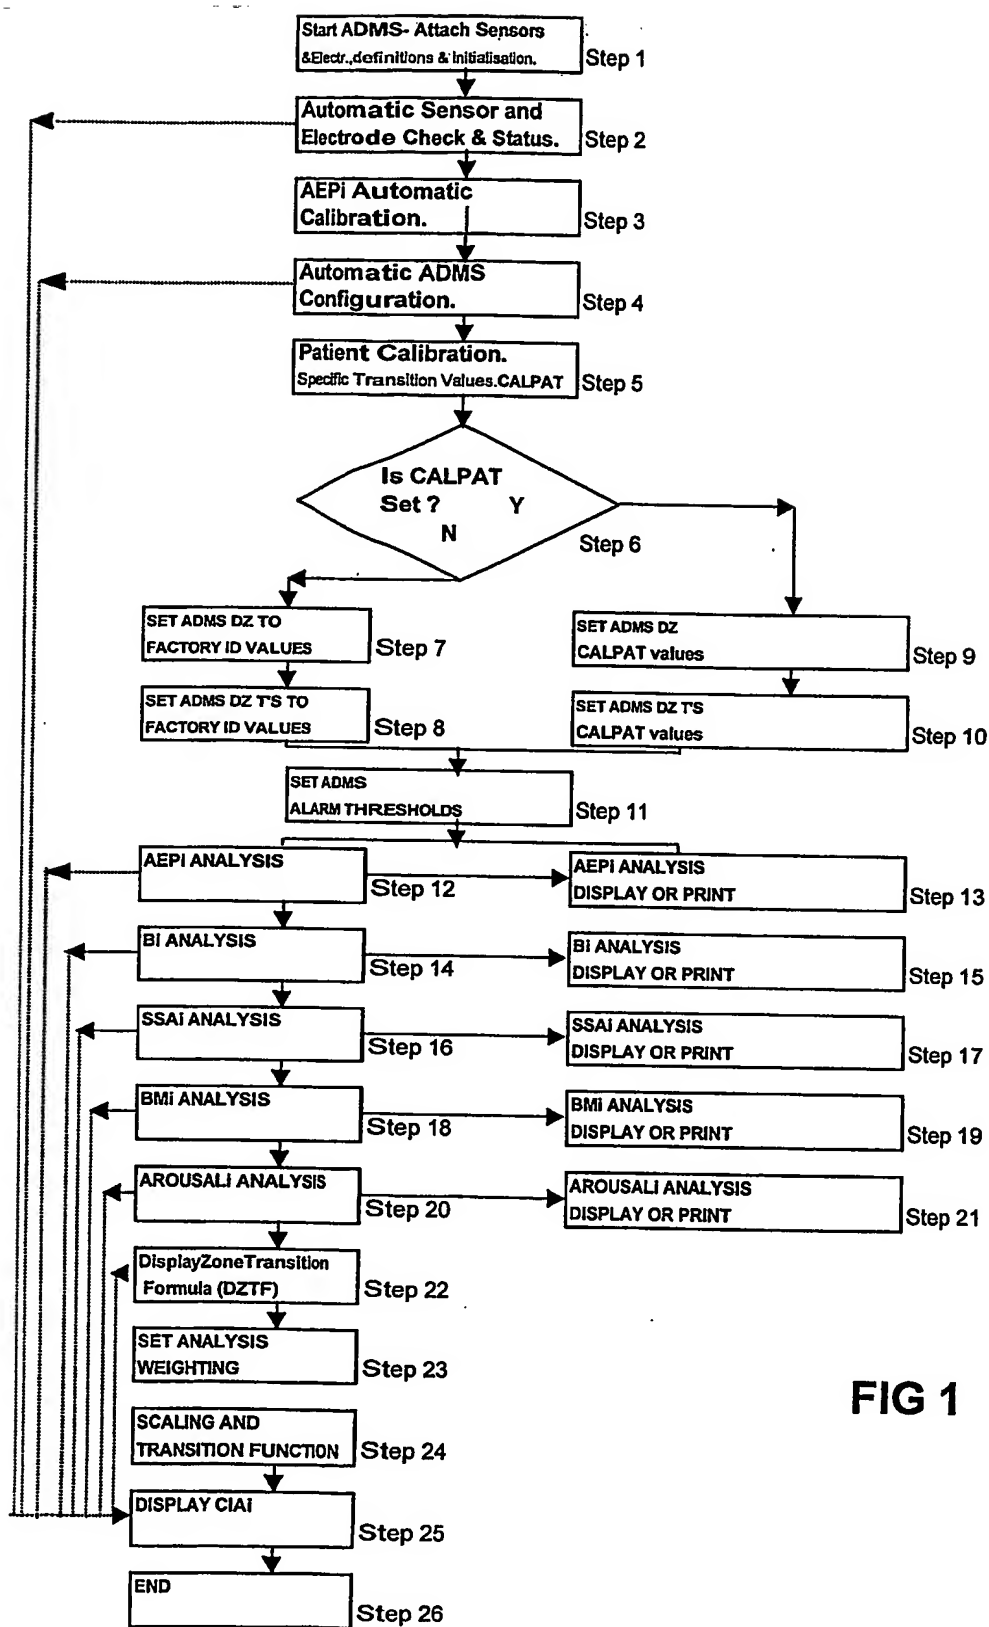 Start ADMS- Attach Sensors
&Electr.,definitions & Initialisation.
Step 1
Automatic Sensor and
Electrode Check & Status.
Step 2
AEPi Automatic
Calibration.
Step 3
Automatic ADMS
Configuration.
Step 4
Patient Calibration.
Specific Transition Values.CALPAT
Step 5
Is CALPAT
Set ? Y
N
Step 6
SET ADMS DZ TO
FACTORY ID VALUES
Step 7
SET ADMS DZ
CALPAT values
Step 9
SET ADMS DZ T'S TO
FACTORY ID VALUES
Step 8
SET ADMS DZ T'S
CALPAT values
Step 10
SET ADMS
ALARM THRESHOLDS
Step 11
AEPi ANALYSIS
Step 12
AEPi ANALYSIS
DISPLAY OR PRINT
Step 13
BI ANALYSIS
Step 14
BI ANALYSIS
DISPLAY OR PRINT
Step 15
SSAi ANALYSIS
Step 16
SSAi ANALYSIS
DISPLAY OR PRINT
Step 17
BMi ANALYSIS
Step 18
BMi ANALYSIS
DISPLAY OR PRINT
Step 19
AROUSALi ANALYSIS
Step 20
AROUSALi ANALYSIS
DISPLAY OR PRINT
Step 21
DisplayZoneTransition
Formula (DZTF)
Step 22
SET ANALYSIS
WEIGHTING
Step 23
FIG 1
SCALING AND
TRANSITION FUNCTION
Step 24
DISPLAY CIAi
Step 25
END
Step 26